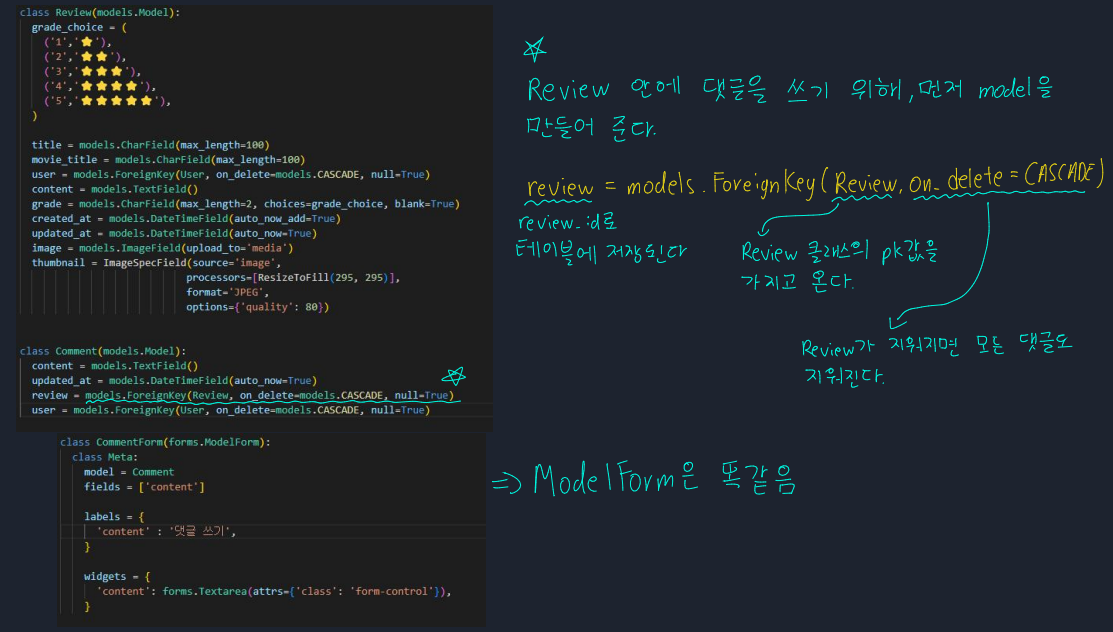 class Review(models.Model):
grade_choice = (
('1','⭐'),
('2','⭐⭐'),
('3','⭐⭐⭐'),
('4','⭐⭐⭐⭐'),
('5','⭐⭐⭐⭐⭐'),
)
title = models.CharField(max_length=100)
movie_title = models.CharField(max_length=100)
user = models.ForeignKey(User, on_delete=models.CASCADE, null=True)
content = models.TextField()
grade = models.CharField(max_length=2, choices=grade_choice, blank=True)
created_at = models.DateTimeField(auto_now_add=True)
updated_at = models.DateTimeField(auto_now=True)
image = models.ImageField(upload_to='media')
thumbnail = ImageSpecField(source='image',
processors=[ResizeToFill(295, 295)],
format='JPEG',
options={'quality': 80})
class Comment(models.Model):
content = models.TextField()
updated_at = models.DateTimeField(auto_now=True)
review = models.ForeignKey(Review, on_delete=models.CASCADE, null=True)
user = models.ForeignKey(User, on_delete=models.CASCADE, null=True)
class CommentForm(forms.ModelForm):
class Meta:
model = Comment
fields = ['content']
labels = {
'content' : '댓글 쓰기',
}
widgets = {
'content': forms.Textarea(attrs={'class': 'form-control'}),
}
Review 안에 댓글을 쓰기 위해, 먼저 model을
만들어 준다.
review = models.ForeignKey(Review, on_delete = CASCADE)
review_id로
테이블에 저장된다
Review 클래스의 pk값을
가지고 온다.
Review가 지워지면 모든 댓글도
지워진다.
⇒ ModelForm은 똑같음